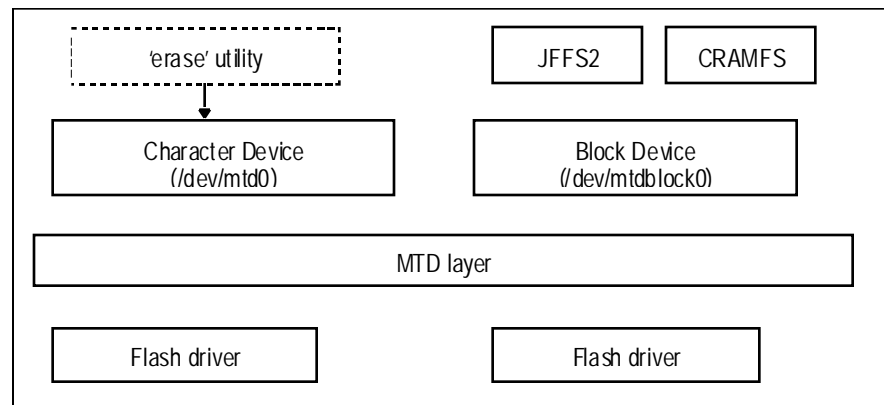 ‘erase’ utility
JFFS2
CRAMFS
Character Device
(/dev/mtd0)
Block Device
(/dev/mtdblock0)
MTD layer
Flash driver
Flash driver